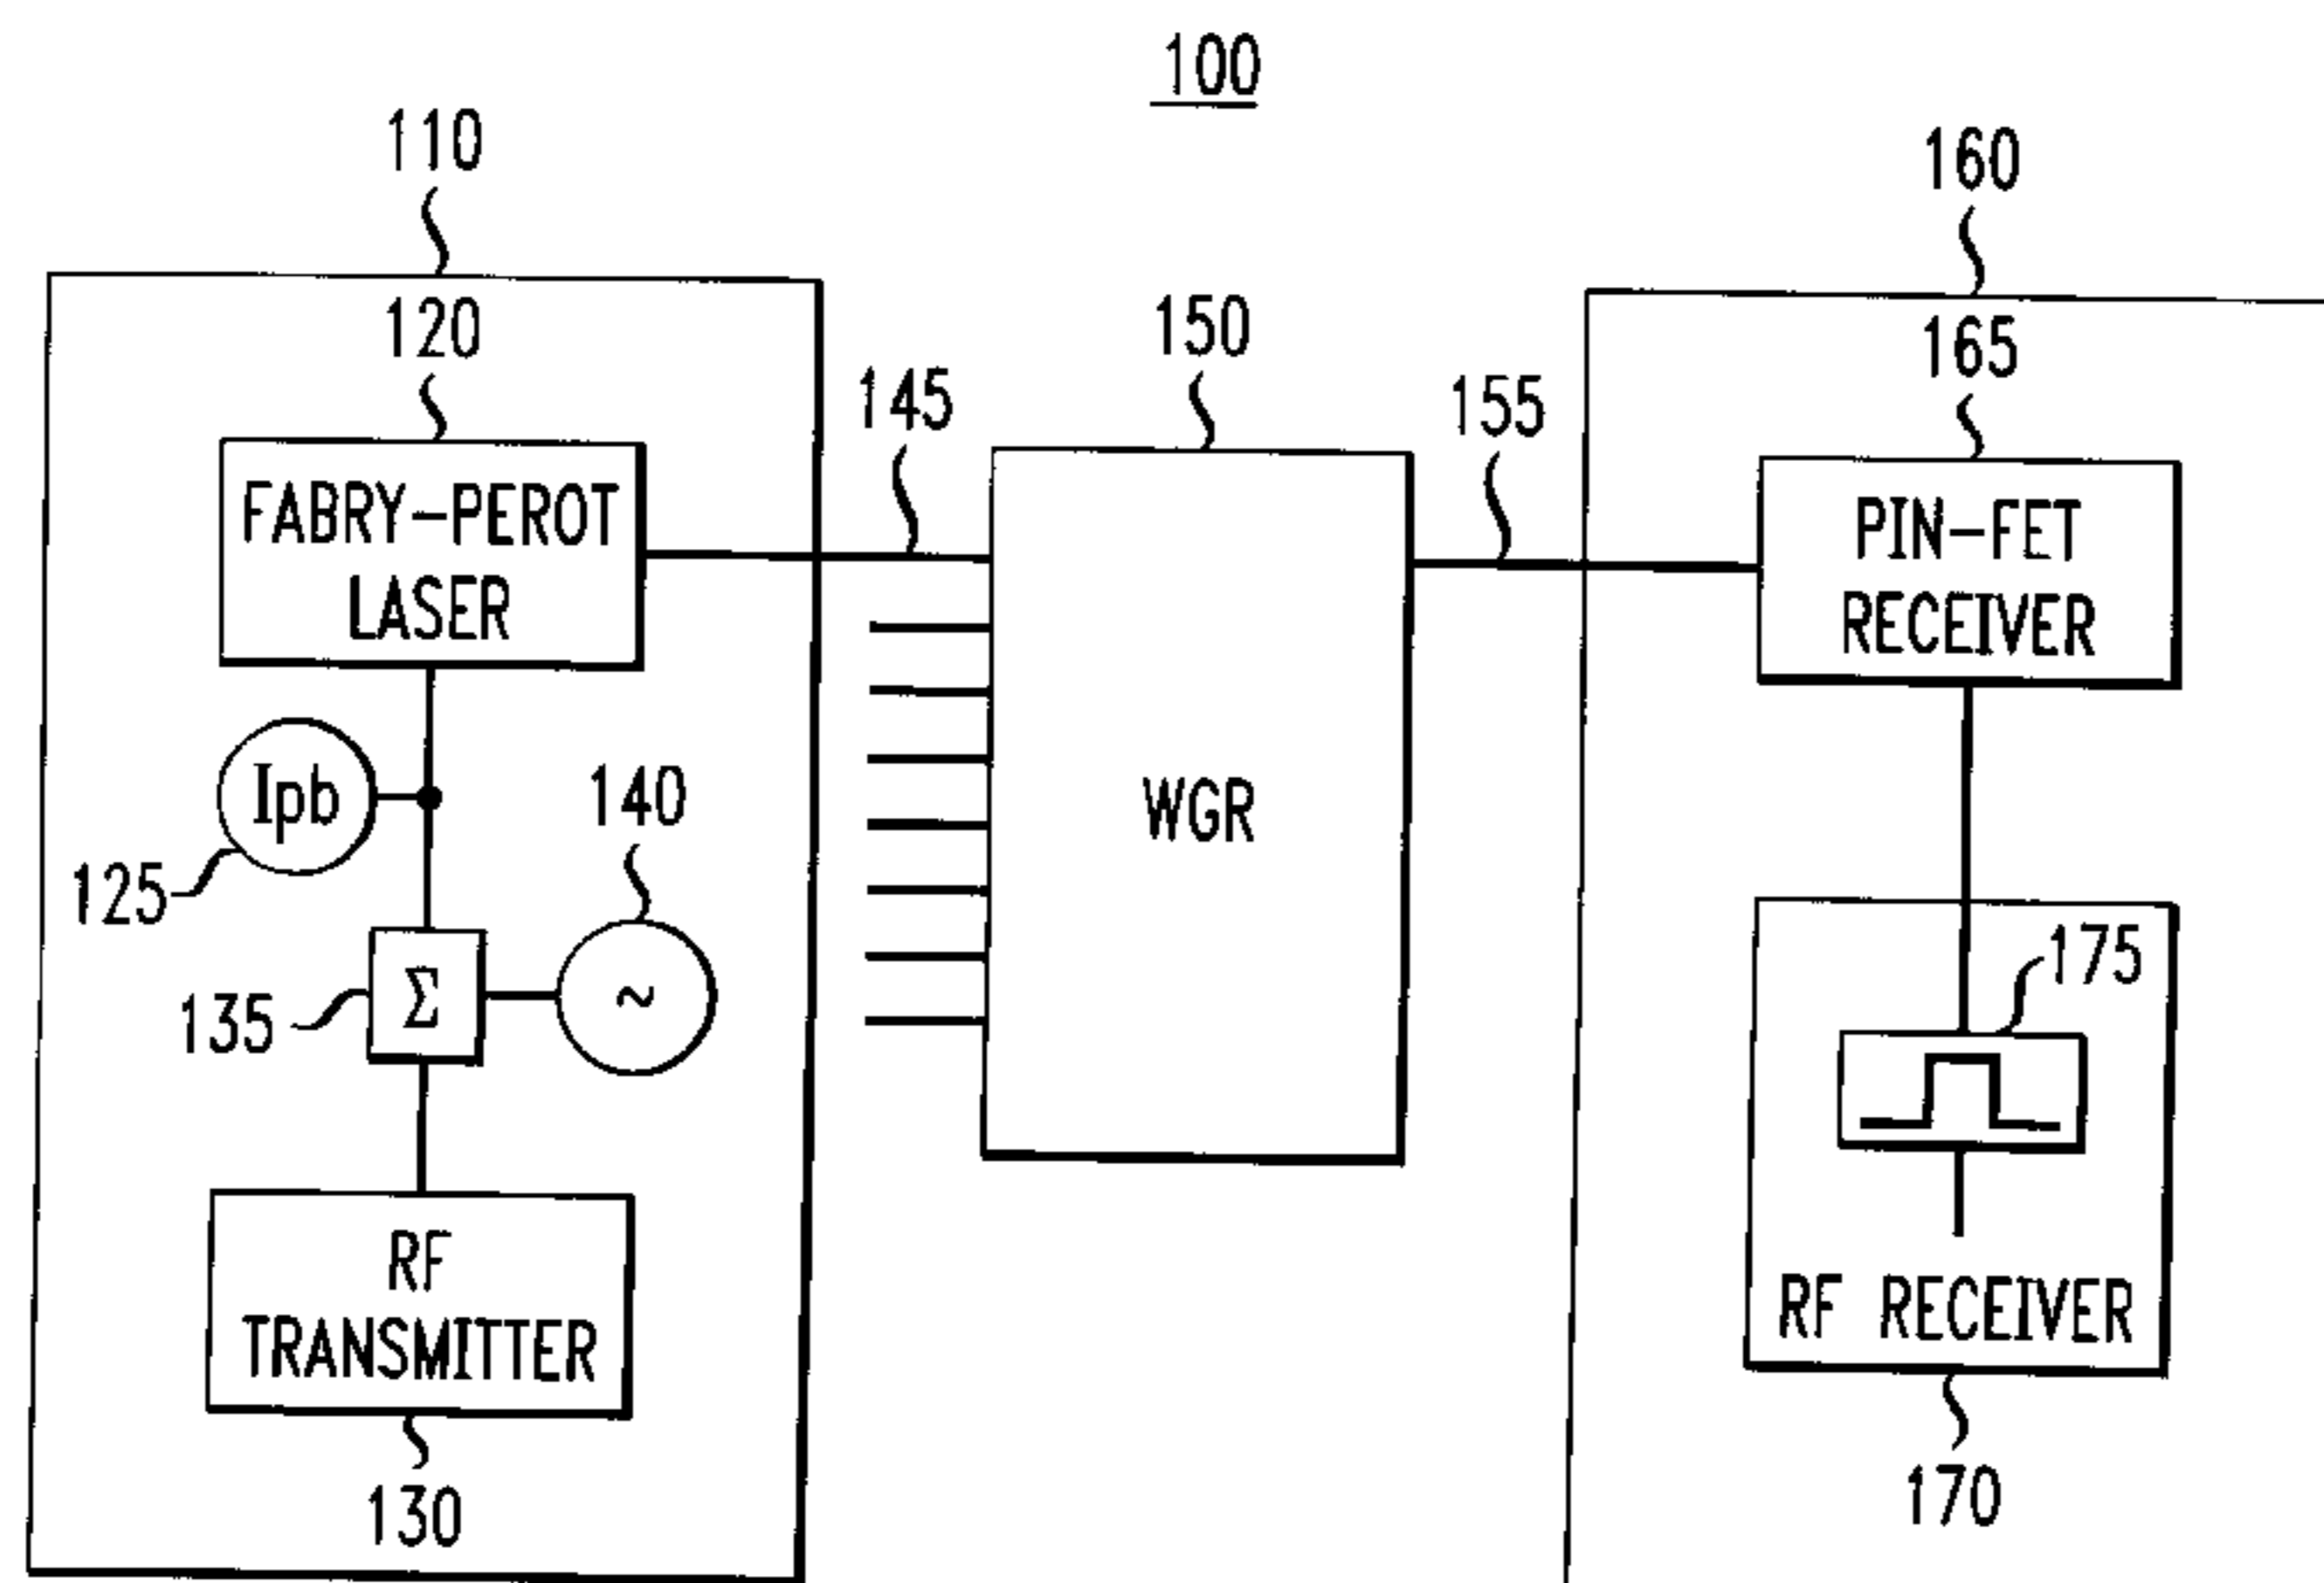 100
110
160
120
150
165
145
155
FABRY-PEROT
LASER
PIN-FET
RECEIVER
Ipb
140
WGR
125
175
135
Σ
~
RF
TRANSMITTER
RF RECEIVER
130
170